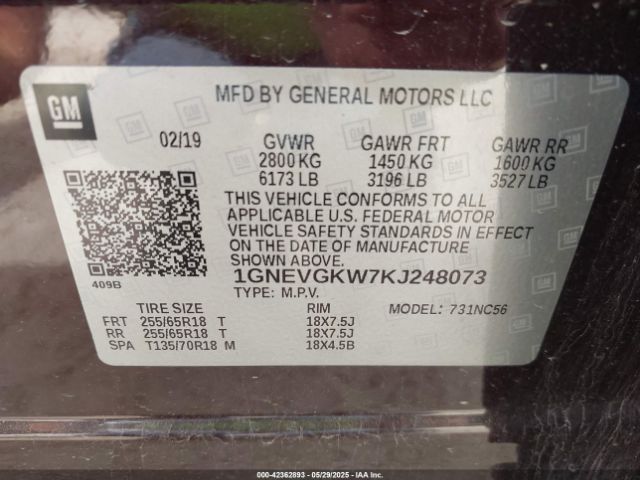 GM
MFD BY GENERAL MOTORS LLC
02/19 GVWR GAWR FRT GAWR RR
2800 KG 1450 KG 1600 KG
6173 LB 3196 LB 3527 LB
THIS VEHICLE CONFORMS TO ALL
APPLICABLE U.S. FEDERAL MOTOR
VEHICLE SAFETY STANDARDS IN EFFECT
ON THE DATE OF MANUFACTURE
SHOWN ABOVE.
1GNEVGKW7KJ248073
409B TYPE: M.P.V.
TIRE SIZE RIM MODEL: 731NC56
FRT 255/65R18 T 18X7.5J
RR 255/65R18 T 18X7.5J
SPA T135/70R18 M 18X4.5B
000-42362893 - 05/29/2025 - IAA Inc.